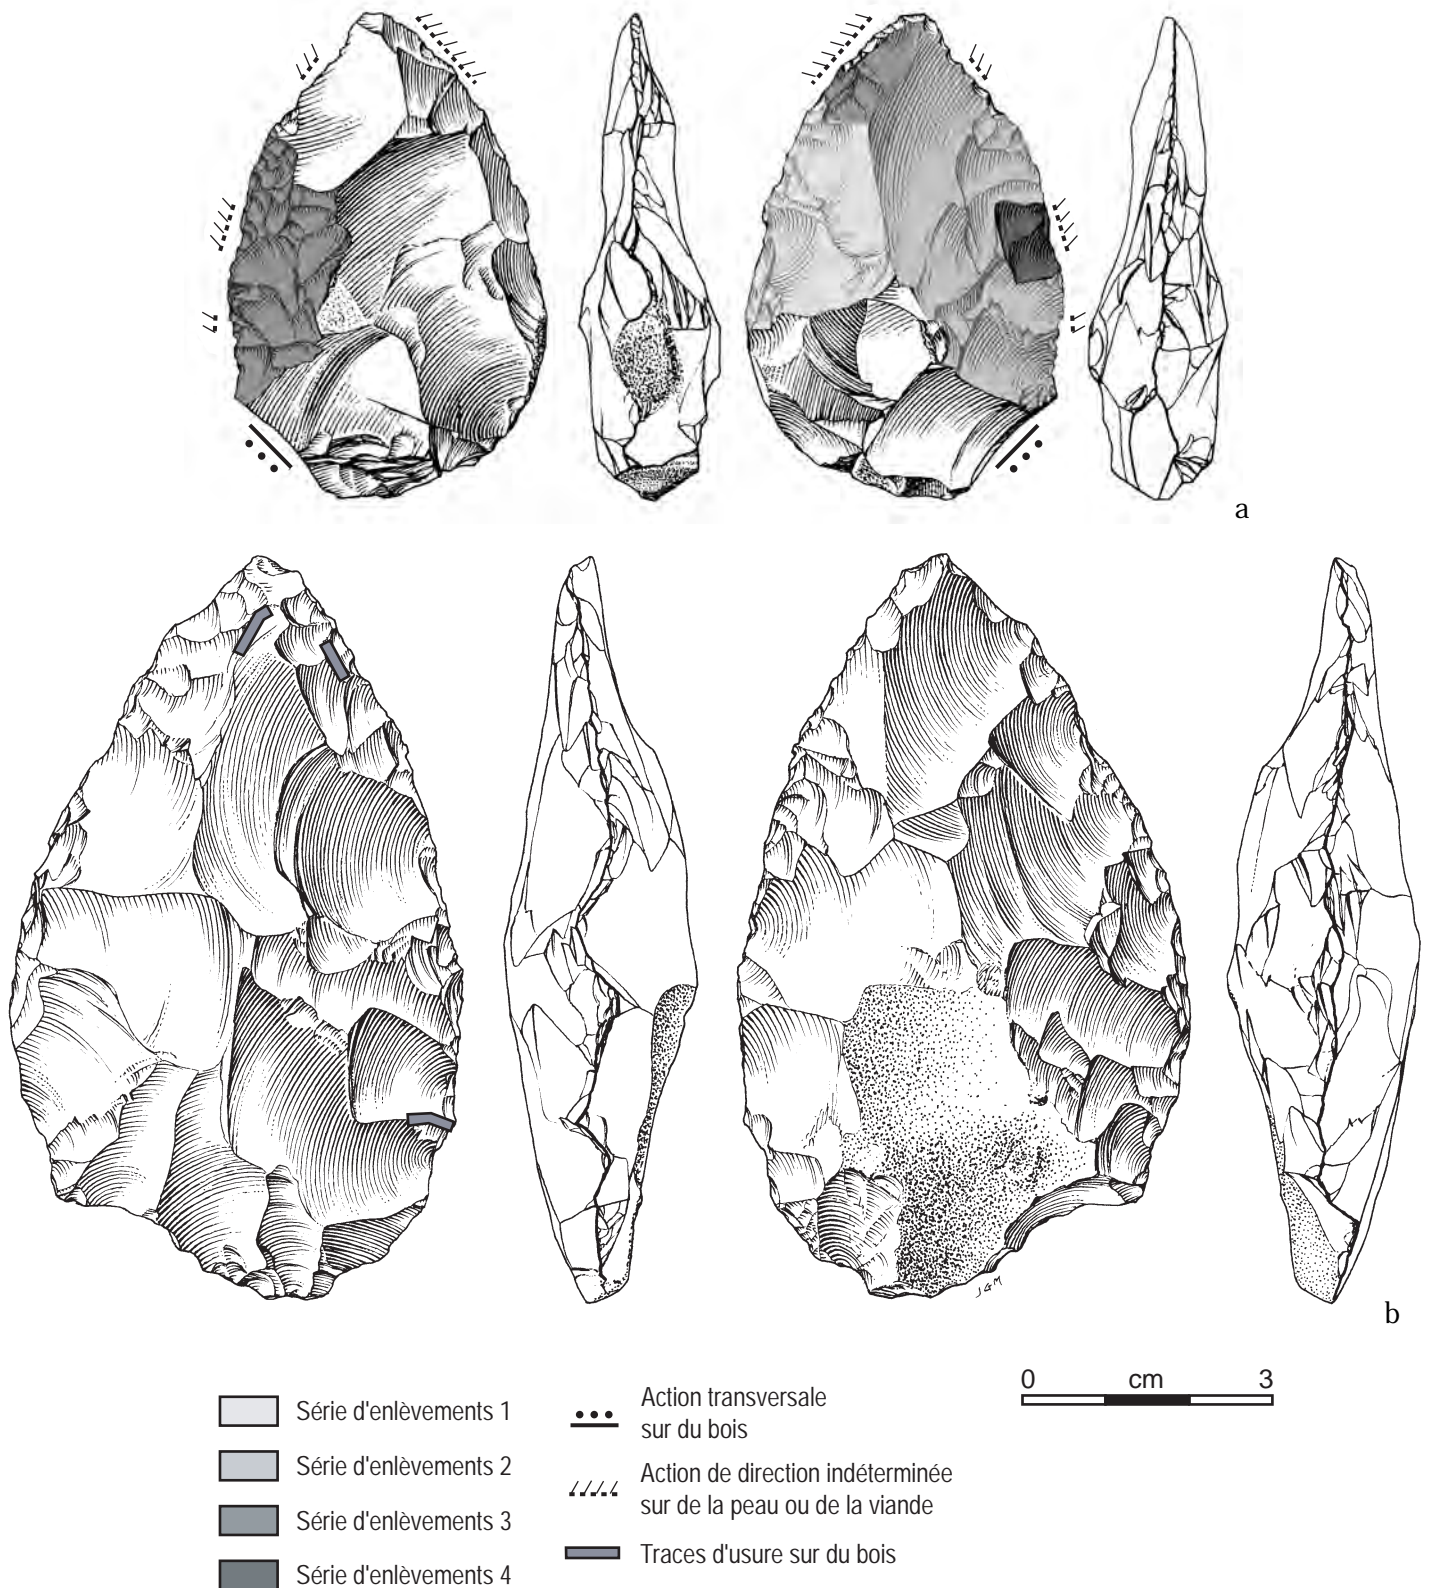 a
b
JGM
0 cm 3
Série d'enlèvements 1
Série d'enlèvements 2
Série d'enlèvements 3
Série d'enlèvements 4
Action transversale
sur du bois
Action de direction indéterminée
sur de la peau ou de la viande
Traces d'usure sur du bois